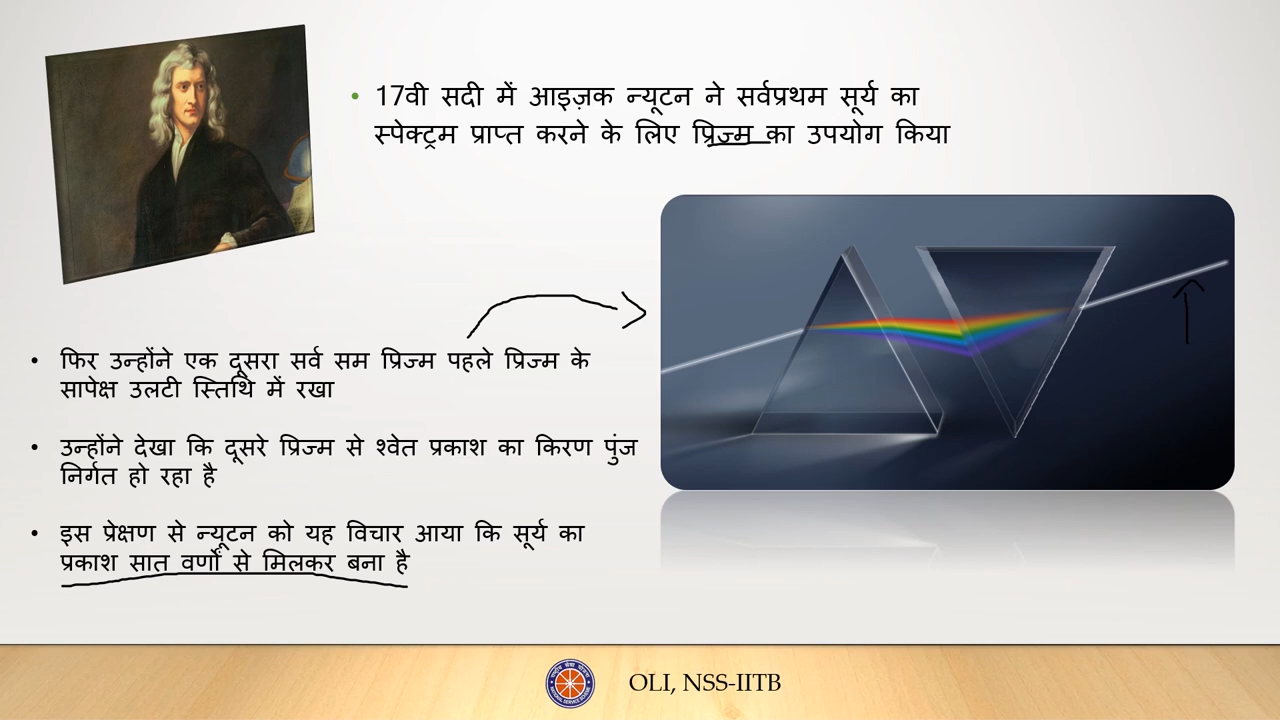 17वी सदी में आइज़क न्यूटन ने सर्वप्रथम सूर्य का
स्पेक्ट्रम प्राप्त करने के लिए प्रिज्म का उपयोग किया
फिर उन्होंने एक दूसरा सर्व सम प्रिज्म पहले प्रिज्म के
सापेक्ष उलटी स्तिथि में रखा
उन्होंने देखा कि दूसरे प्रिज्म से श्वेत प्रकाश का किरण पुंज
निर्गत हो रहा है
इस प्रेक्षण से न्यूटन को यह विचार आया कि सूर्य का
प्रकाश सात वर्णों से मिलकर बना है
OLI, NSS-IITB